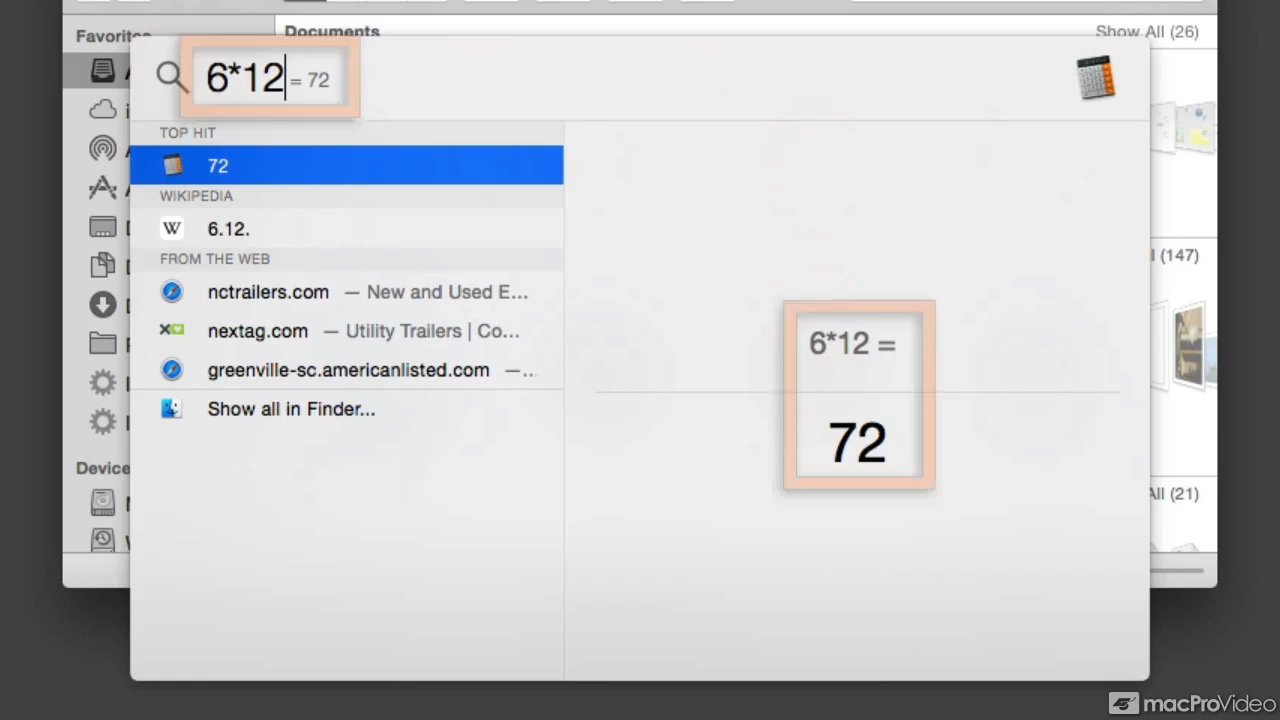 Favorites
Documents
Show All (26)
6*12 = 72
TOP HIT
72
WIKIPEDIA
W 6.12.
FROM THE WEB
nctrailers.com — New and Used E...
nextag.com — Utility Trailers | Co...
greenville-sc.americanlisted.com —...
Show all in Finder...
6*12 =
72
(147)
Device
All (21)
macProVideo